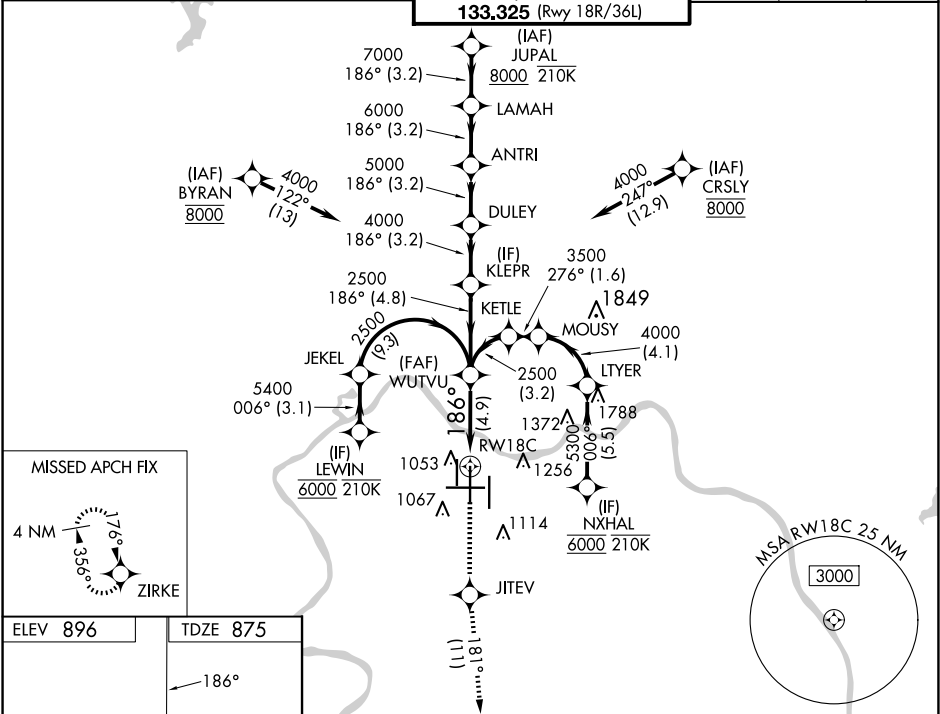 133.325 (Rwy 18R/36L)
(IAF)
JUPAL
8000 210K
7000
186° (3.2)
LAMAH
6000
186° (3.2)
ANTRI
5000
186° (3.2)
DULEY
4000
186° (3.2)
(IAF)
BYRAN
8000
4000
122°
(13)
(IAF)
CRSLY
8000
4000
247°
(12.9)
(IF)
KLEPR
2500
186° (4.8)
3500
276° (1.6)
KETLE
1849
MOUSY
2500
(9.3)
JEKEL
(FAF)
WUTVU
4000
(4.1)
LTYER
2500
(3.2)
5400
006° (3.1)
186°
(4.9)
1788
1372
5300
006°
(5.5)
RW18C
1053
1256
(IF)
LEWIN
6000 210K
1067
1114
(IF)
NXHAL
6000 210K
MISSED APCH FIX
4 NM
176°
356°
ZIRKE
JITEV
181°
(11)
MSA RW18C 25 NM
3000
ELEV 896
TDZE 875
186°